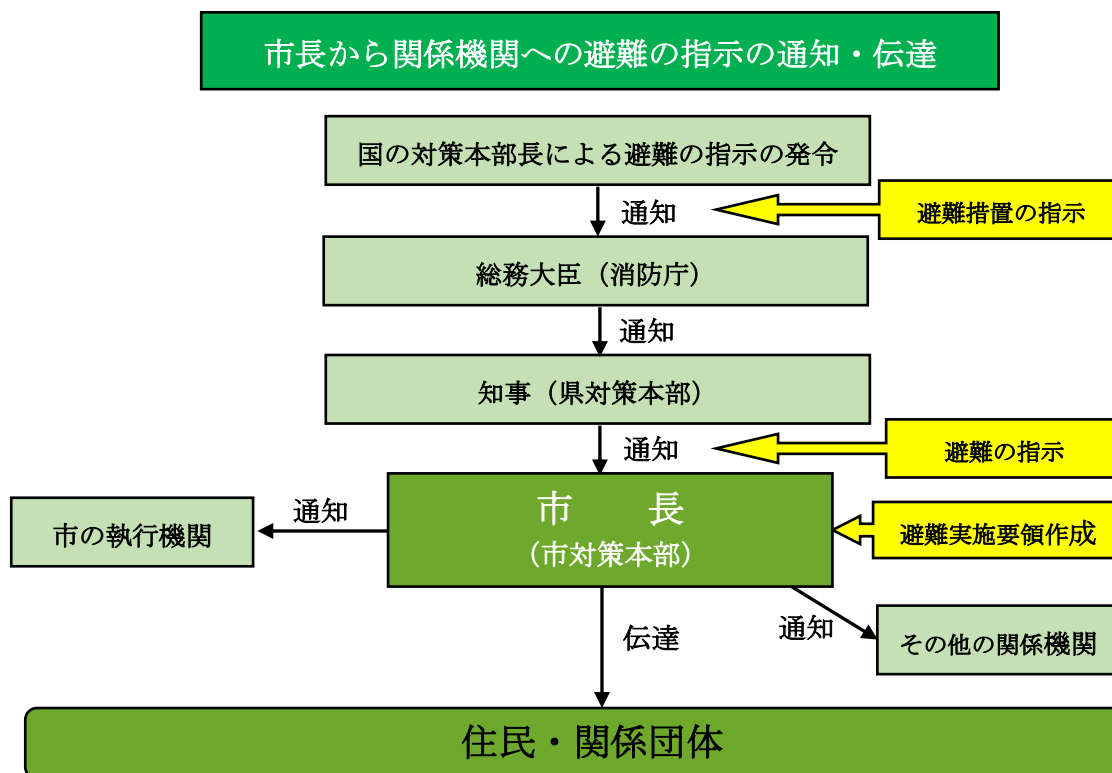 市長から関係機関への避難の指示の通知・伝達
国の対策本部長による避難の指示の発令
通知
避難措置の指示
総務大臣（消防庁）
通知
知事（県対策本部）
通知
避難の指示
市　　長
（市対策本部）
避難実施要領作成
通知
市の執行機関
伝達
通知
その他の関係機関
住民・関係団体